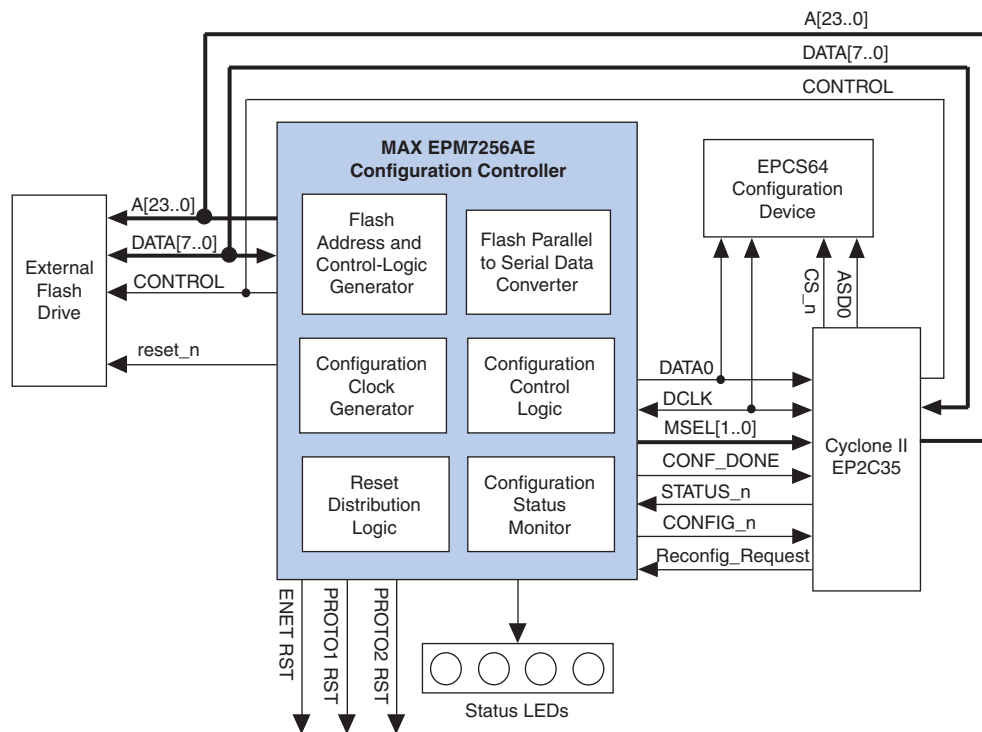 A[23..0]
DATA[7..0]
CONTROL
MAX EPM7256AE
Configuration Controller
EPCS64
Configuration
Device
External
Flash
Drive
A[23..0]
DATA[7..0]
CONTROL
reset_n
Flash
Address and
Control-Logic
Generator
Flash Parallel
to Serial Data
Converter
Configuration
Clock
Generator
Configuration
Control
Logic
Reset
Distribution
Logic
Configuration
Status
Monitor
CS_n
ASD0
DATA0
DCLK
MSEL[1..0]
CONF_DONE
STATUS_n
CONFIG_n
Reconfig_Request
Cyclone II
EP2C35
ENET RST
PROTO1 RST
PROTO2 RST
Status LEDs